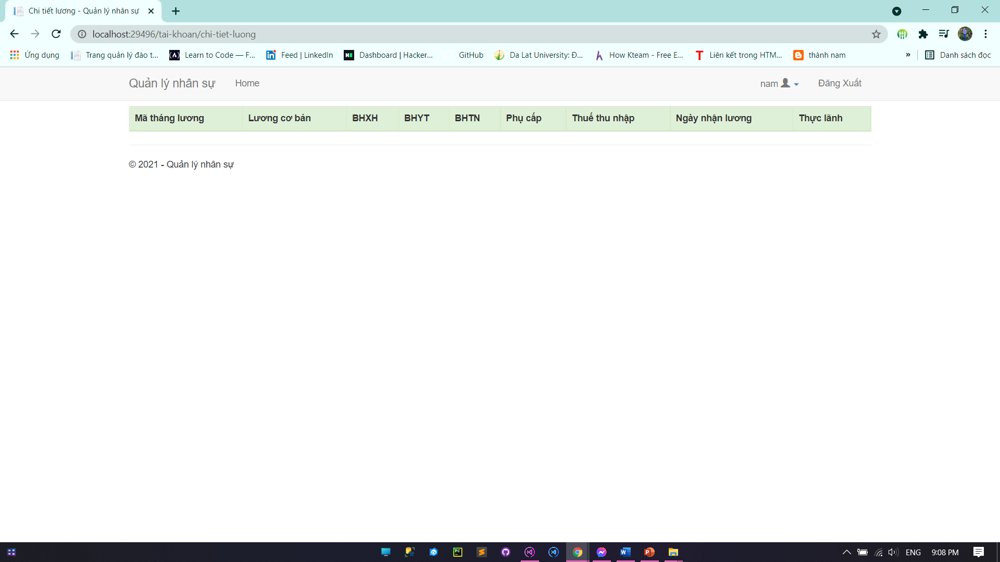 Chi tiết lương - Quản lý nhân sự
localhost:29496/tai-khoan/chi-tiet-luong
Ứng dụng Trang quản lý đào t... Learn to Code — F... Feed | LinkedIn Dashboard | Hacker... GitHub Da Lat University: Đ... How Kteam - Free E... Liên kết trong HTM... thành nam » Danh sách đọc
Quản lý nhân sự Home nam Đăng Xuất
Mã tháng lương Lương cơ bản BHXH BHYT BHTN Phụ cấp Thuế thu nhập Ngày nhận lương Thực lãnh
© 2021 - Quản lý nhân sự
ENG 9:08 PM